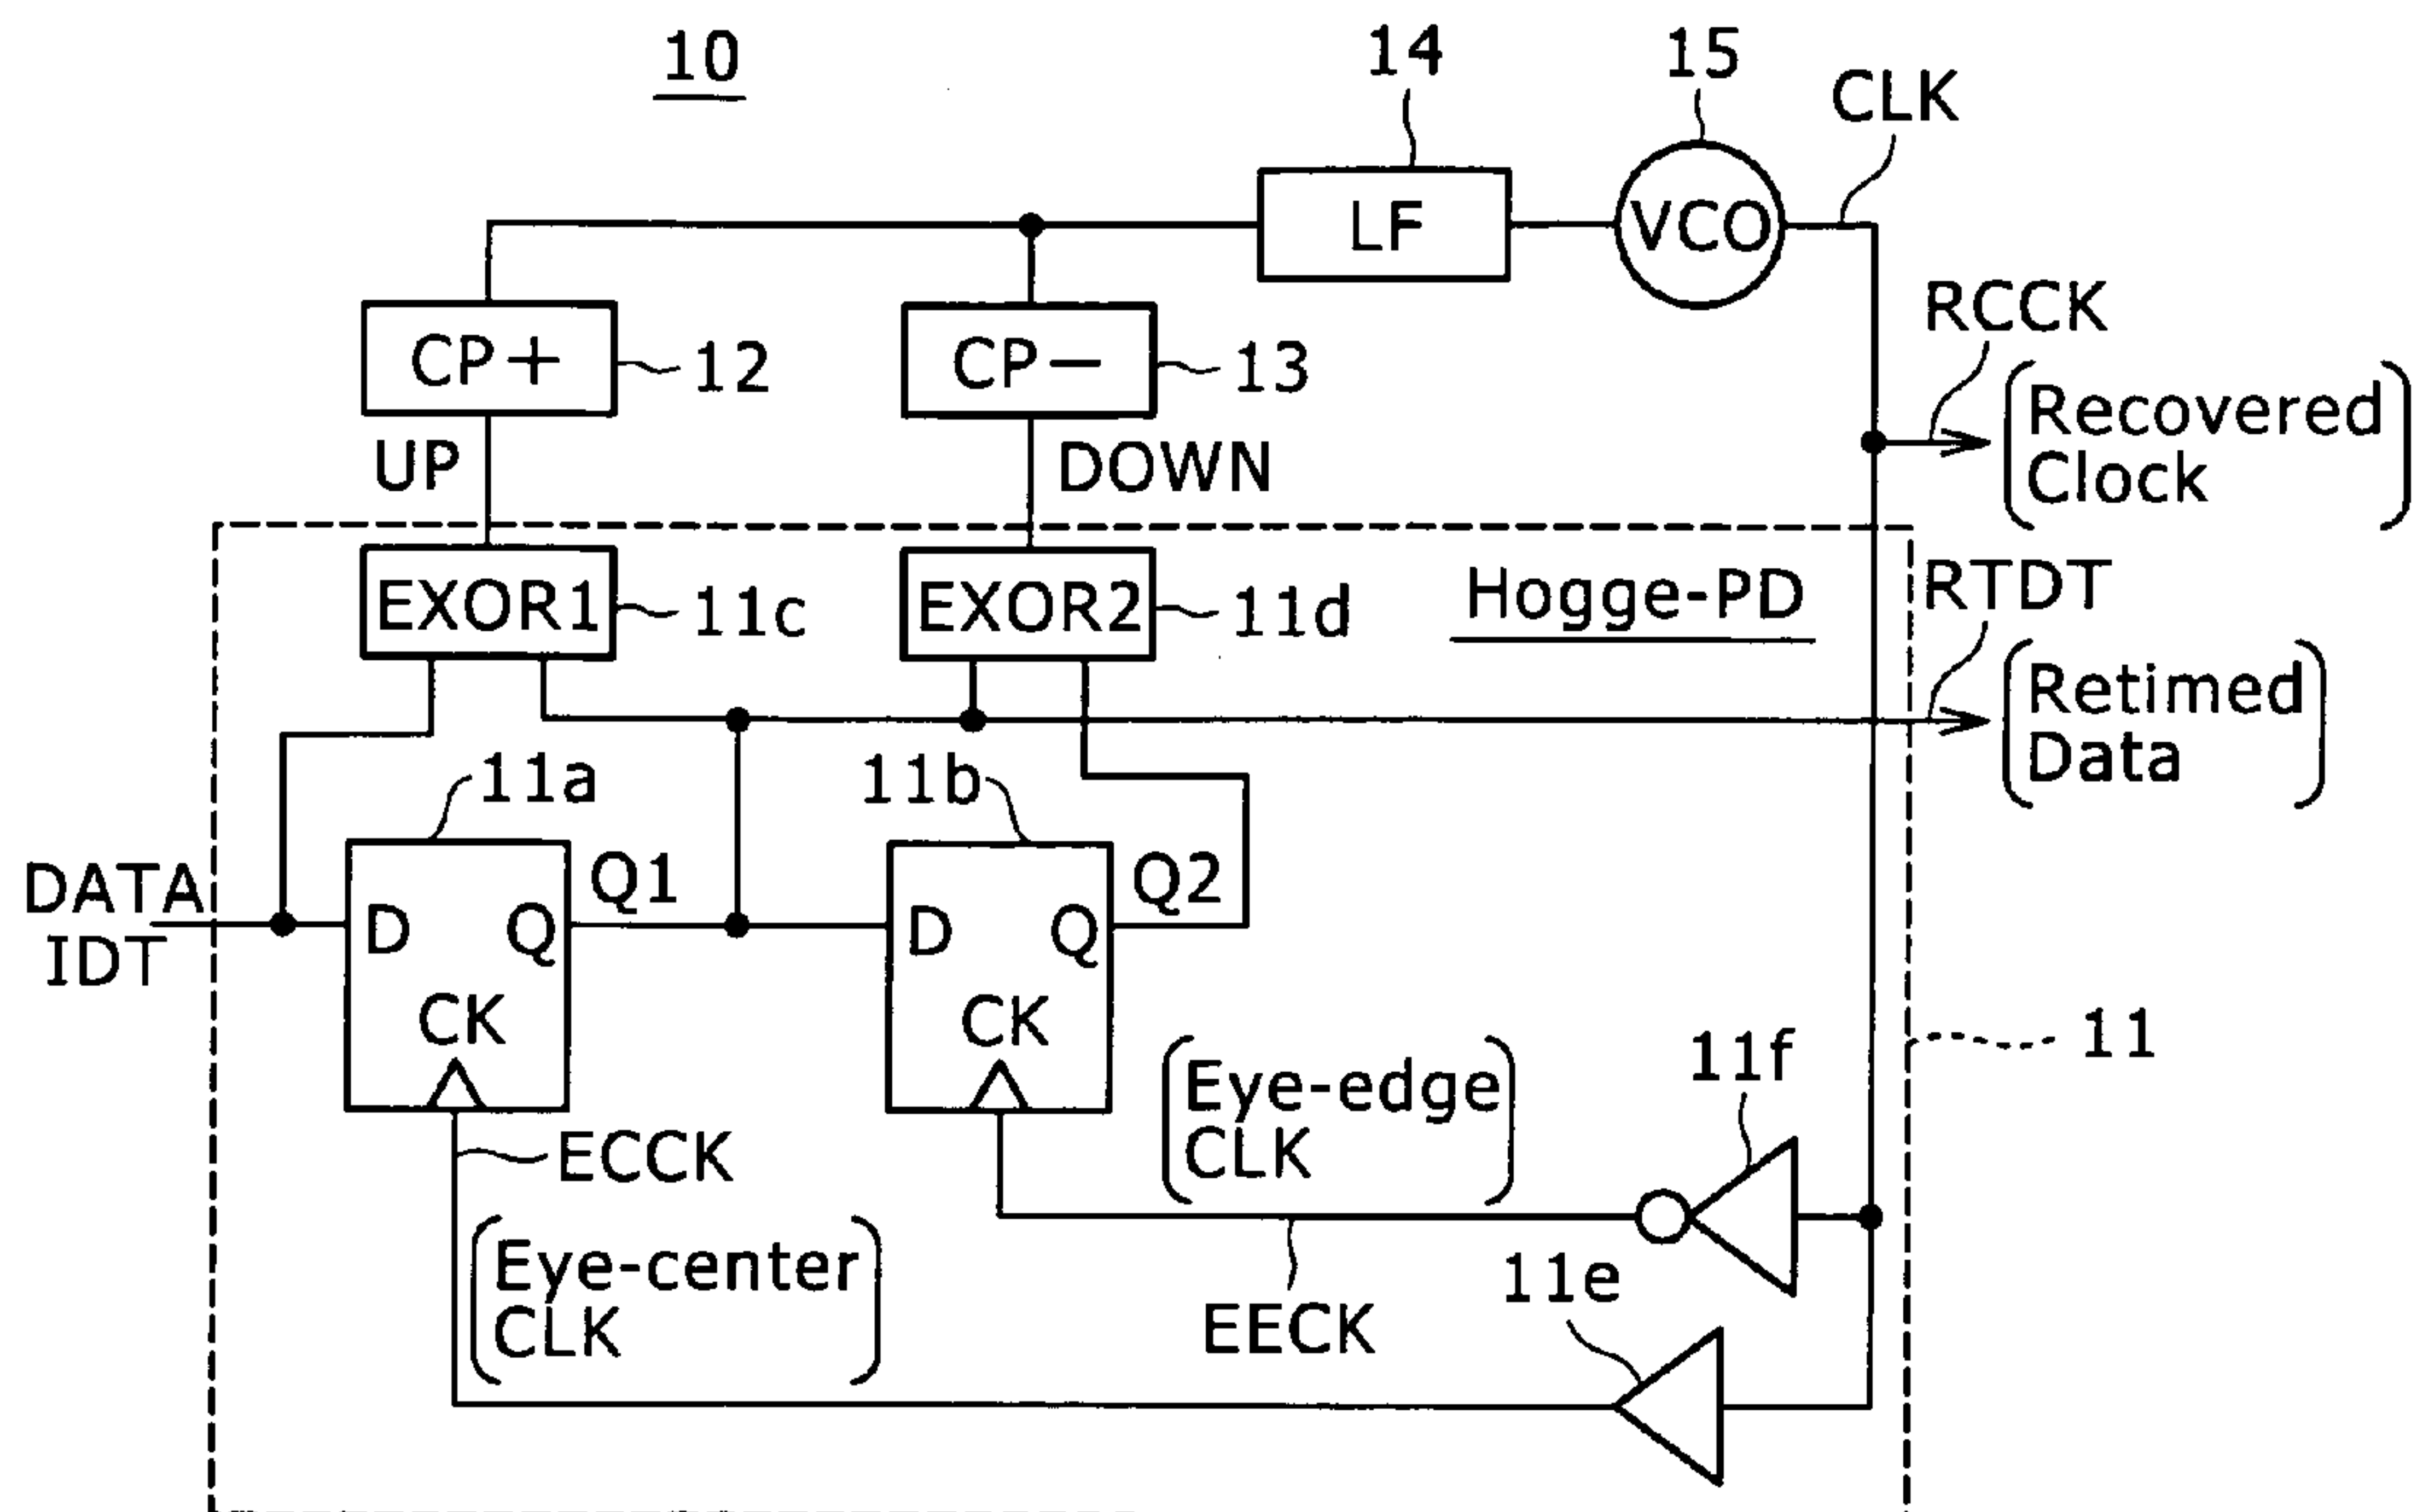 10
14
15
CLK
LF
VCO
RCCK
Recovered
Clock
CP+
12
CP−
13
UP
DOWN
EXOR1
11c
EXOR2
11d
Hogge-PD
RTDT
Retimed
Data
11a
11b
DATA
IDT
D
Q
CK
Q1
D
Q
CK
Q2
11
11f
Eye-edge
CLK
ECCK
Eye-center
CLK
EECK
11e